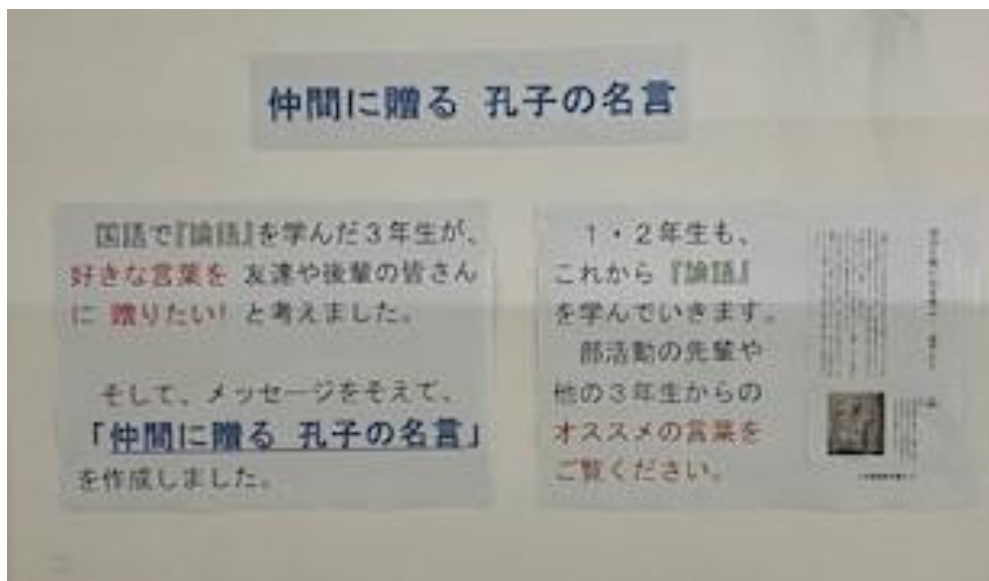 仲間に贈る 孔子の名言
国語で『論語』を学んだ3年生が、
好きな言葉を 友達や後輩の皆さん
に 贈りたい! と考えました。
そして、メッセージをそえて、
「仲間に贈る 孔子の名言」
を作成しました。
1・2年生も、
これから『論語』
を学んでいきます。
部活動の先輩や
他の3年生からの
オススメの言葉を
ご覧ください。